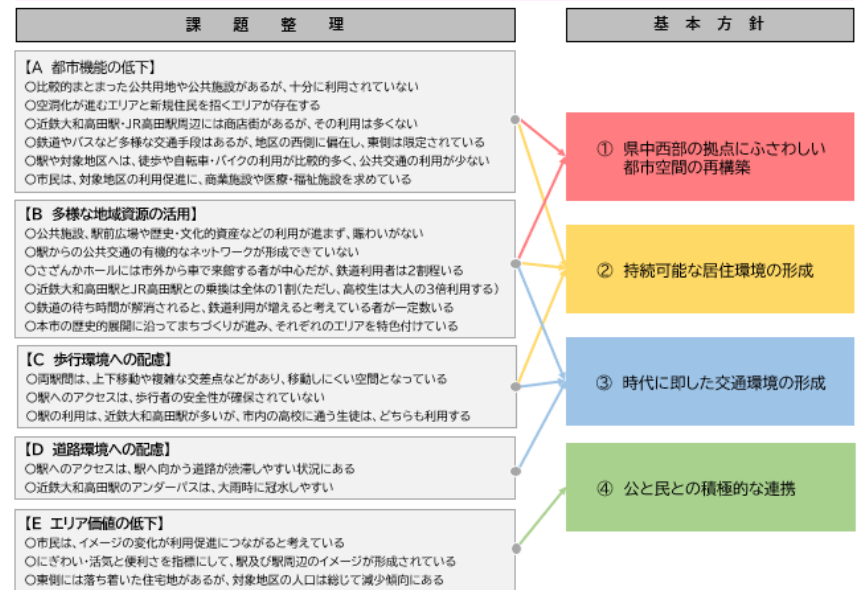 課題整理
【A 都市機能の低下】
〇比較的まとまった公共用地や公共施設があるが、十分に利用されていない
〇空洞化が進むエリアと新規住民を招くエリアが存在する
〇近鉄大和高田駅・JR高田駅周辺には商店街があるが、その利用は多くない
〇鉄道やバスなど多様な交通手段はあるが、地区の西側に偏在し、東側は限定されている
〇駅や対象地区へは、徒歩や自転車・バイクの利用が比較的多く、公共交通の利用が少ない
〇市民は、対象地区の利用促進に、商業施設や医療・福祉施設を求めている
【B 多様な地域資源の活用】
〇公共施設、駅前広場や歴史・文化的資産などの利用が進まず、賑わいがない
〇駅からの公共交通の有機的なネットワークが形成できていない
〇さざんかホールには市外から車で来館する者が中心だが、鉄道利用者は2割程いる
〇近鉄大和高田駅とJR高田駅との乗換は全体の1割(ただし、高校生は大人の3倍利用する)
〇鉄道の待ち時間が解消されると、鉄道利用が増えると考えている者が一定数いる
〇本市の歴史的展開に沿ってまちづくりが進み、それぞれのエリアを特色付けている
【C 歩行環境への配慮】
〇両駅間は、上下移動や複雑な交差点などがあり、移動しにくい空間となっている
〇駅へのアクセスは、歩行者の安全性が確保されていない
〇駅の利用は、近鉄大和高田駅が多いが、市内の高校に通う生徒は、どちらも利用する
【D 道路環境への配慮】
〇駅へのアクセスは、駅へ向かう道路が渋滞しやすい状況にある
〇近鉄大和高田駅のアンダーパスは、大雨時に冠水しやすい
【E エリア価値の低下】
〇市民は、イメージの変化が利用促進につながると考えている
〇にぎわい・活気と便利さを指標にして、駅及び駅周辺のイメージが形成されている
〇東側には落ち着いた住宅地があるが、対象地区の人口は総じて減少傾向にある
基本方針
① 県中西部の拠点にふさわしい
都市空間の再構築
② 持続可能な居住環境の形成
③ 時代に即した交通環境の形成
④ 公と民との積極的な連携